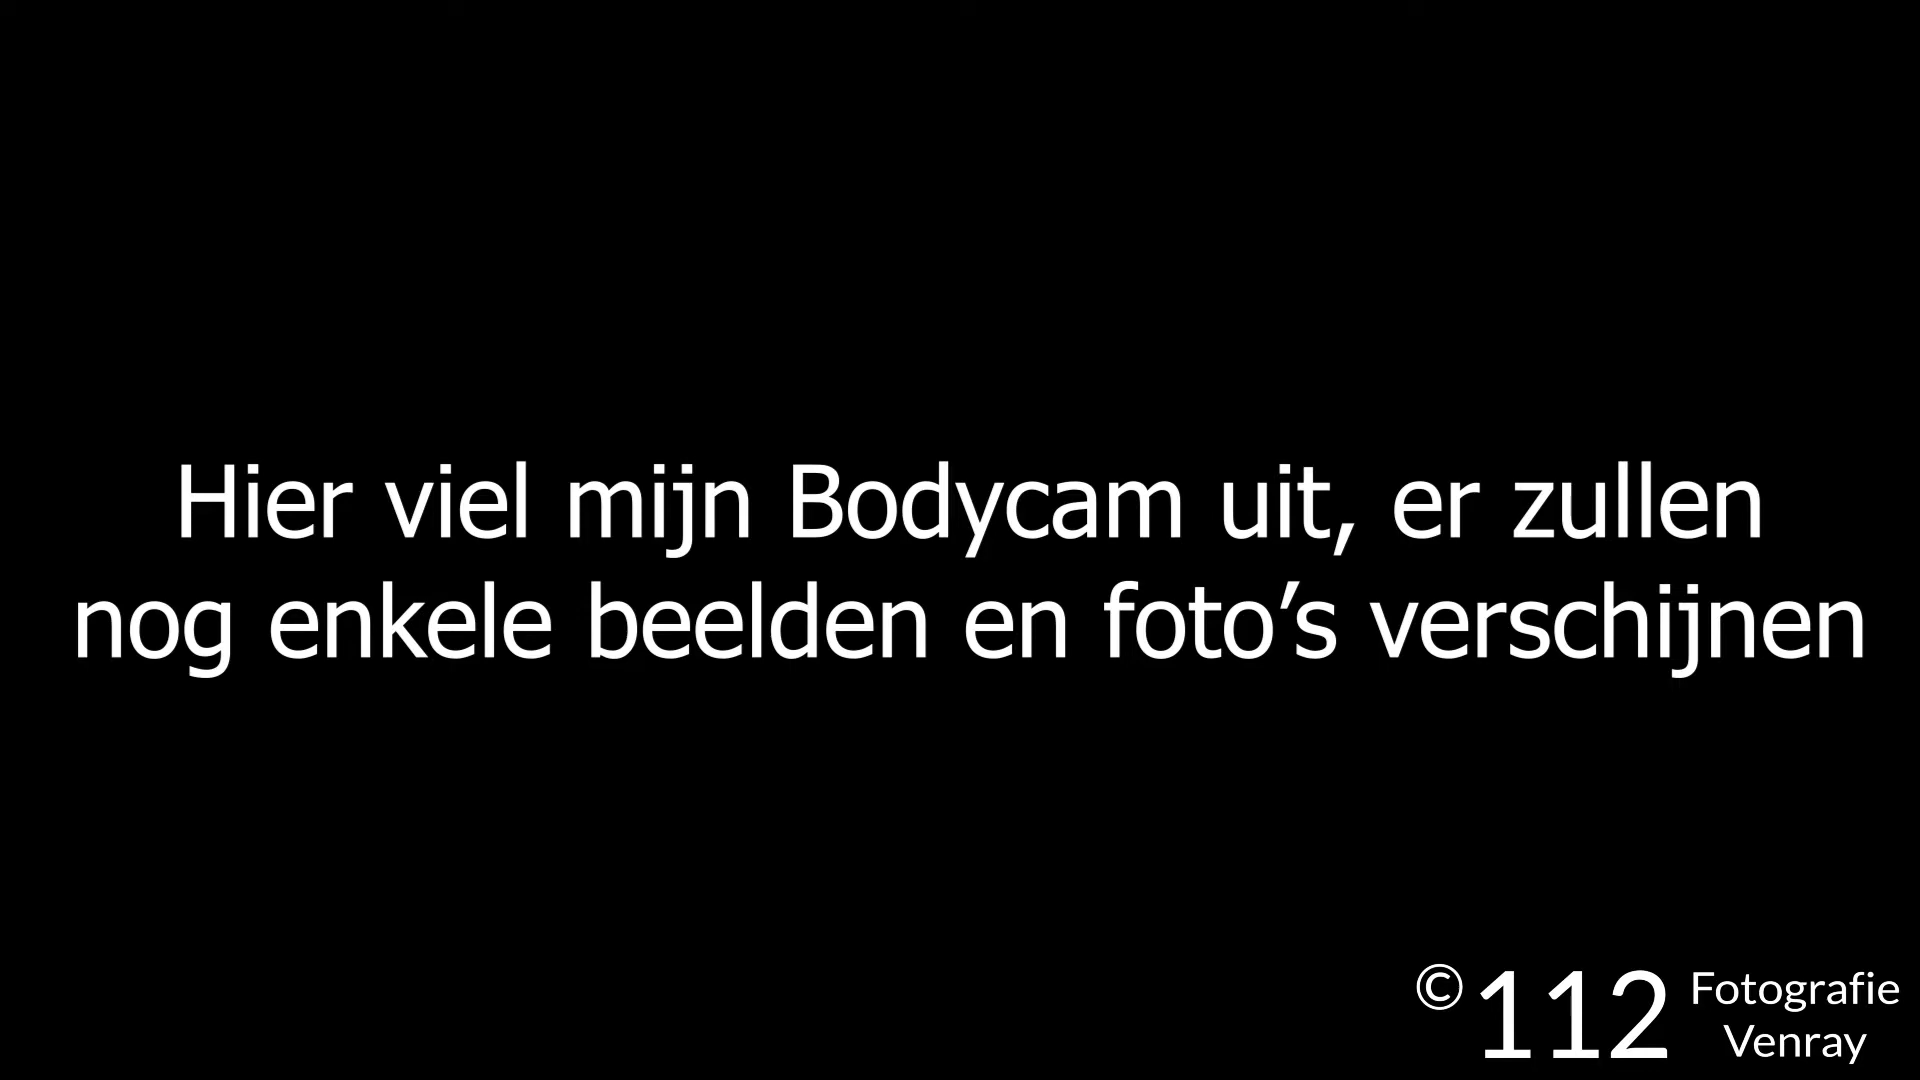 Hier viel mijn Bodycam uit, er zullen
nog enkele beelden en foto’s verschijnen
©112 Fotografie
Venray